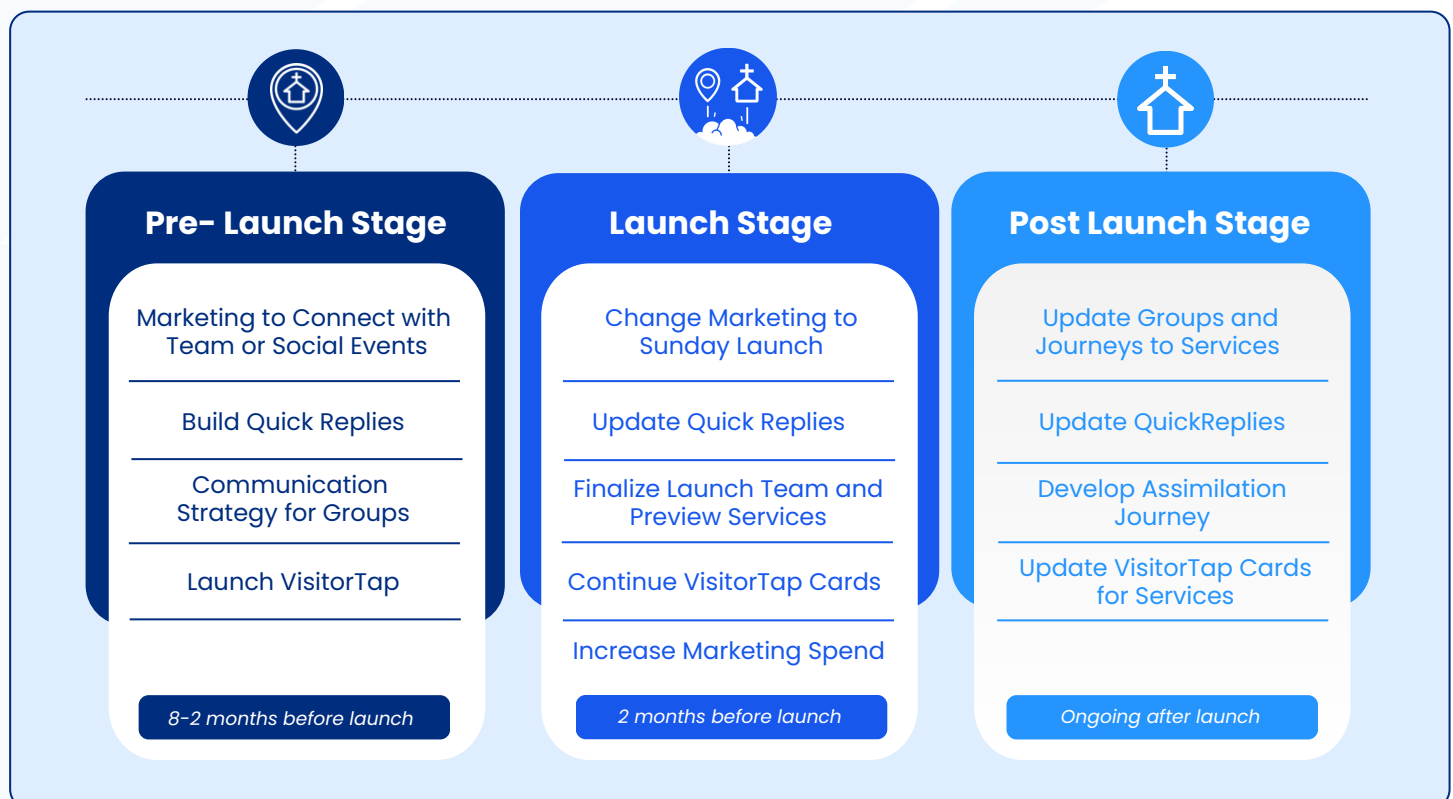 Pre- Launch Stage
Marketing to Connect with
Team or Social Events
Build Quick Replies
Communication
Strategy for Groups
Launch VisitorTap
8-2 months before launch
Launch Stage
Change Marketing to
Sunday Launch
Update Quick Replies
Finalize Launch Team and
Preview Services
Continue VisitorTap Cards
Increase Marketing Spend
2 months before launch
Post Launch Stage
Update Groups and
Journeys to Services
Update QuickReplies
Develop Assimilation
Journey
Update VisitorTap Cards
for Services
Ongoing after launch